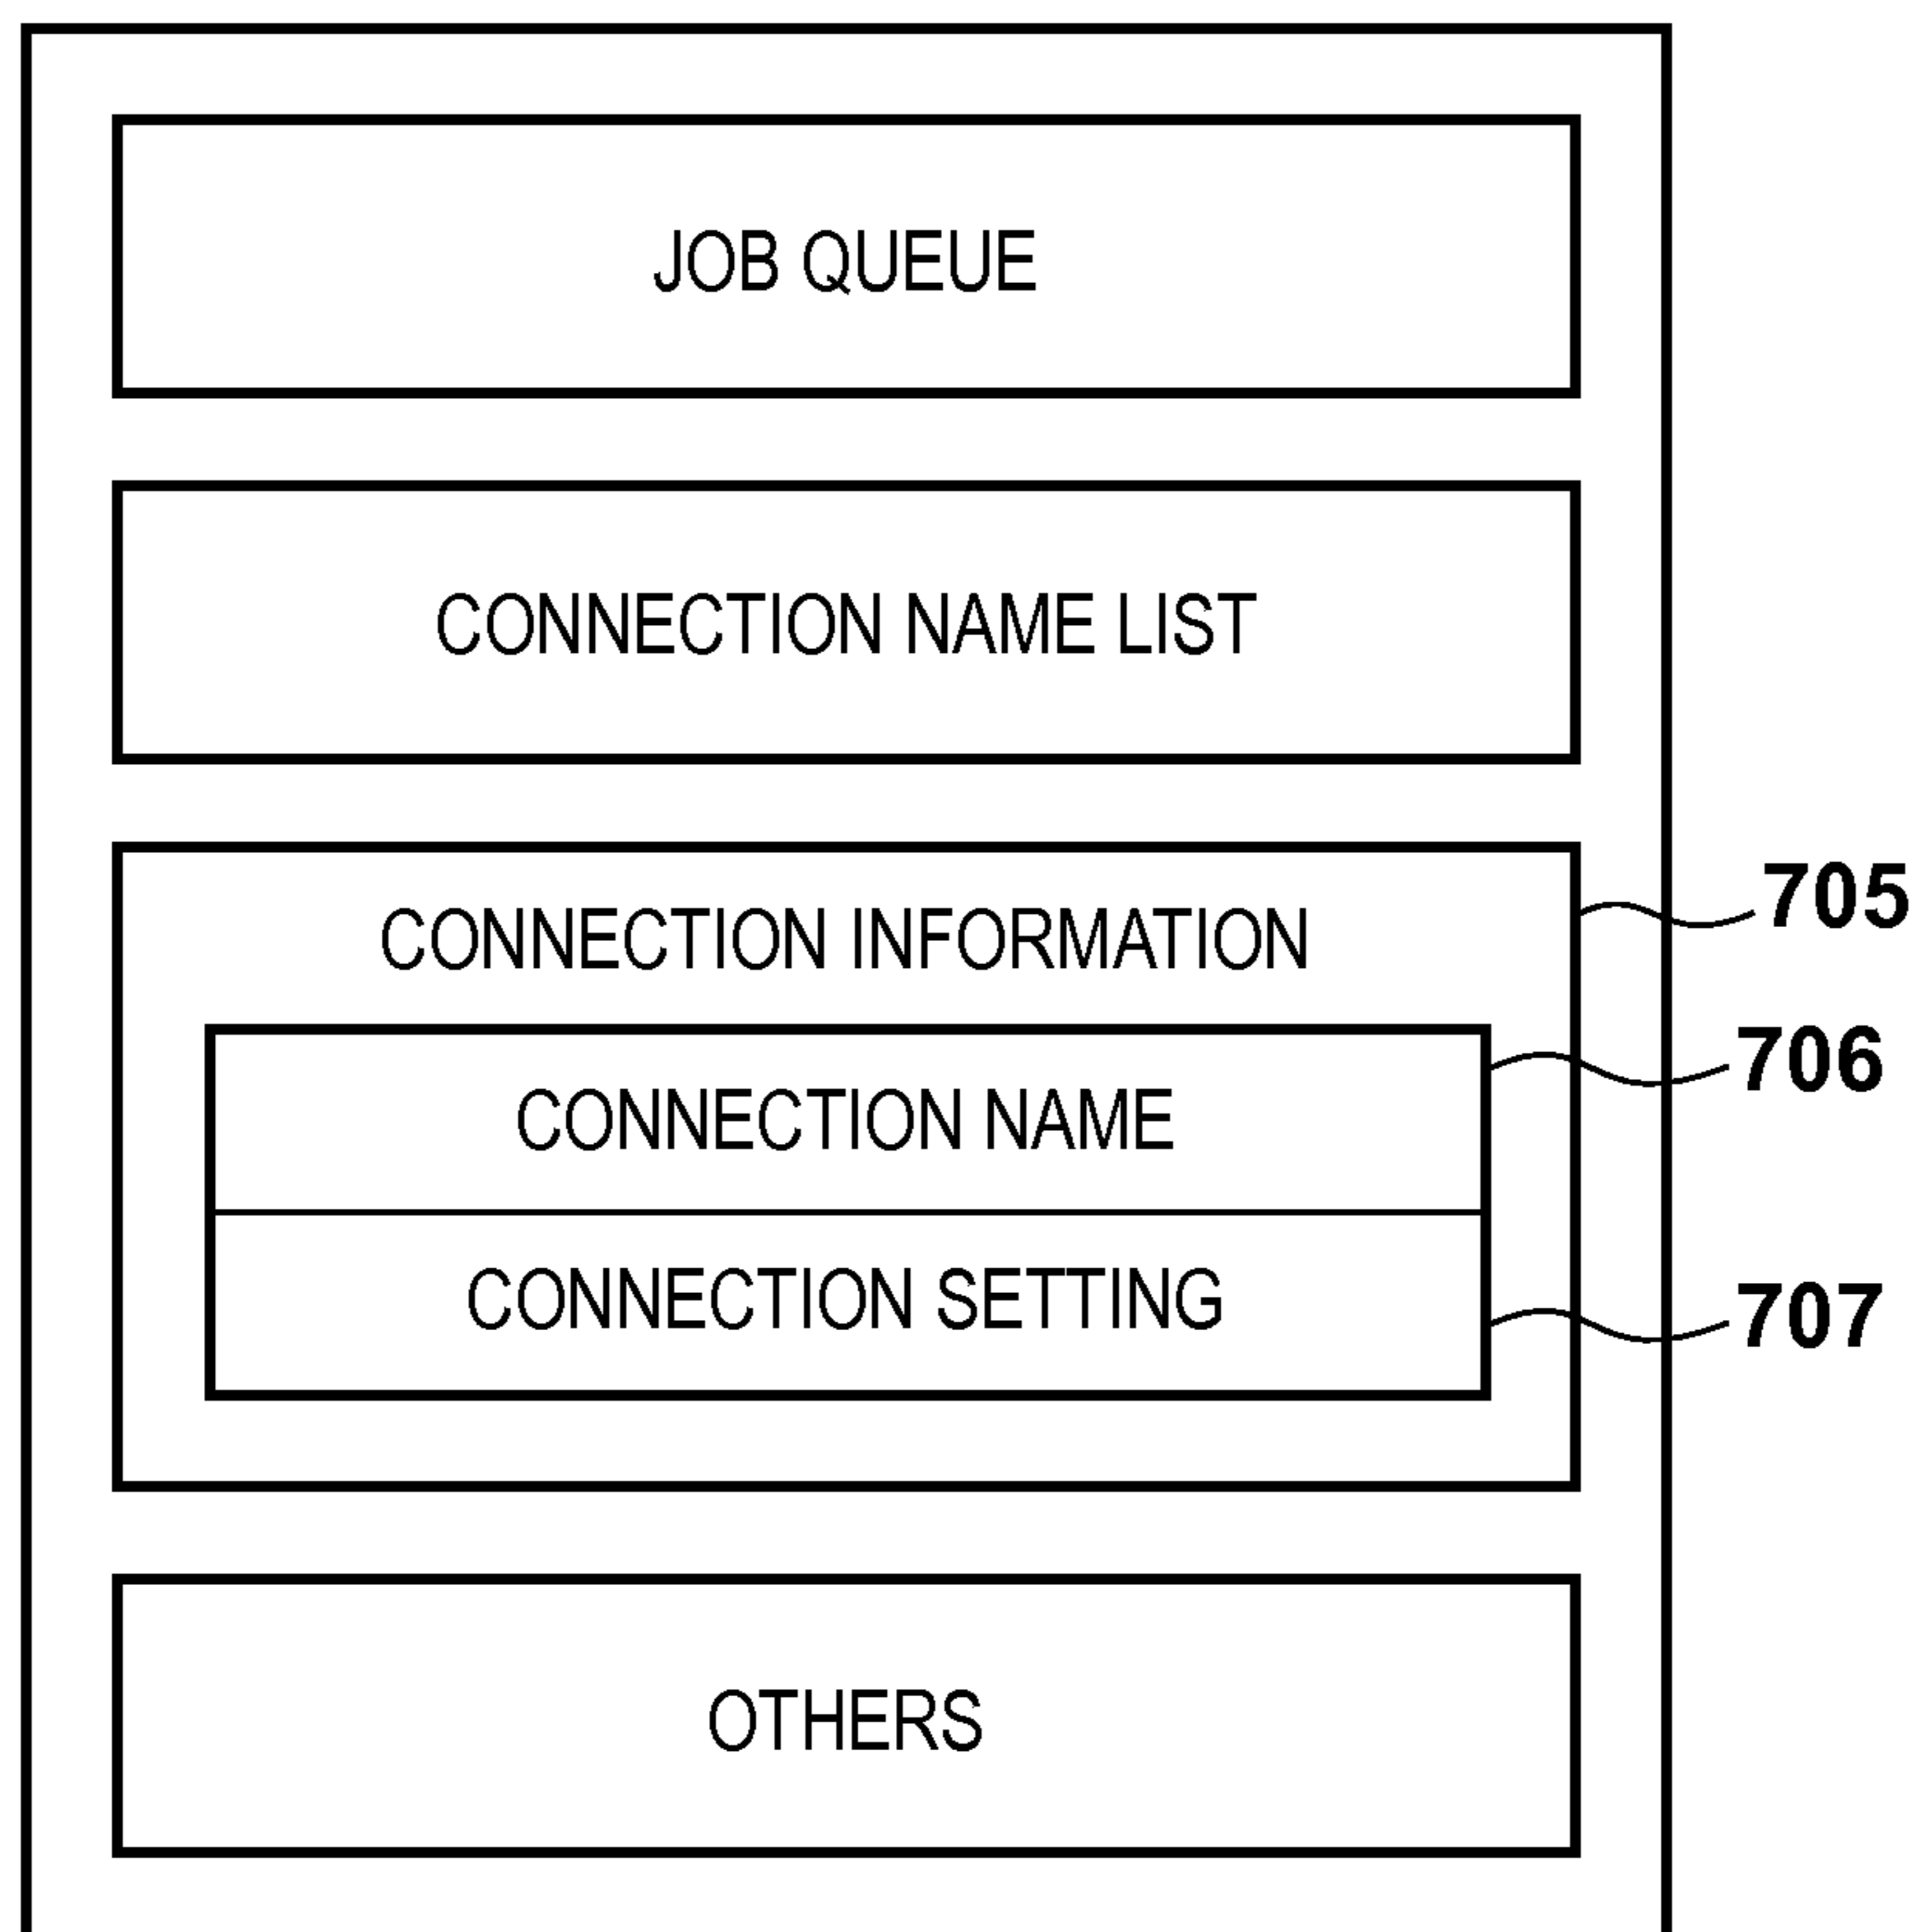 JOB QUEUE
CONNECTION NAME LIST
CONNECTION INFORMATION
705
CONNECTION NAME
706
CONNECTION SETTING
707
OTHERS